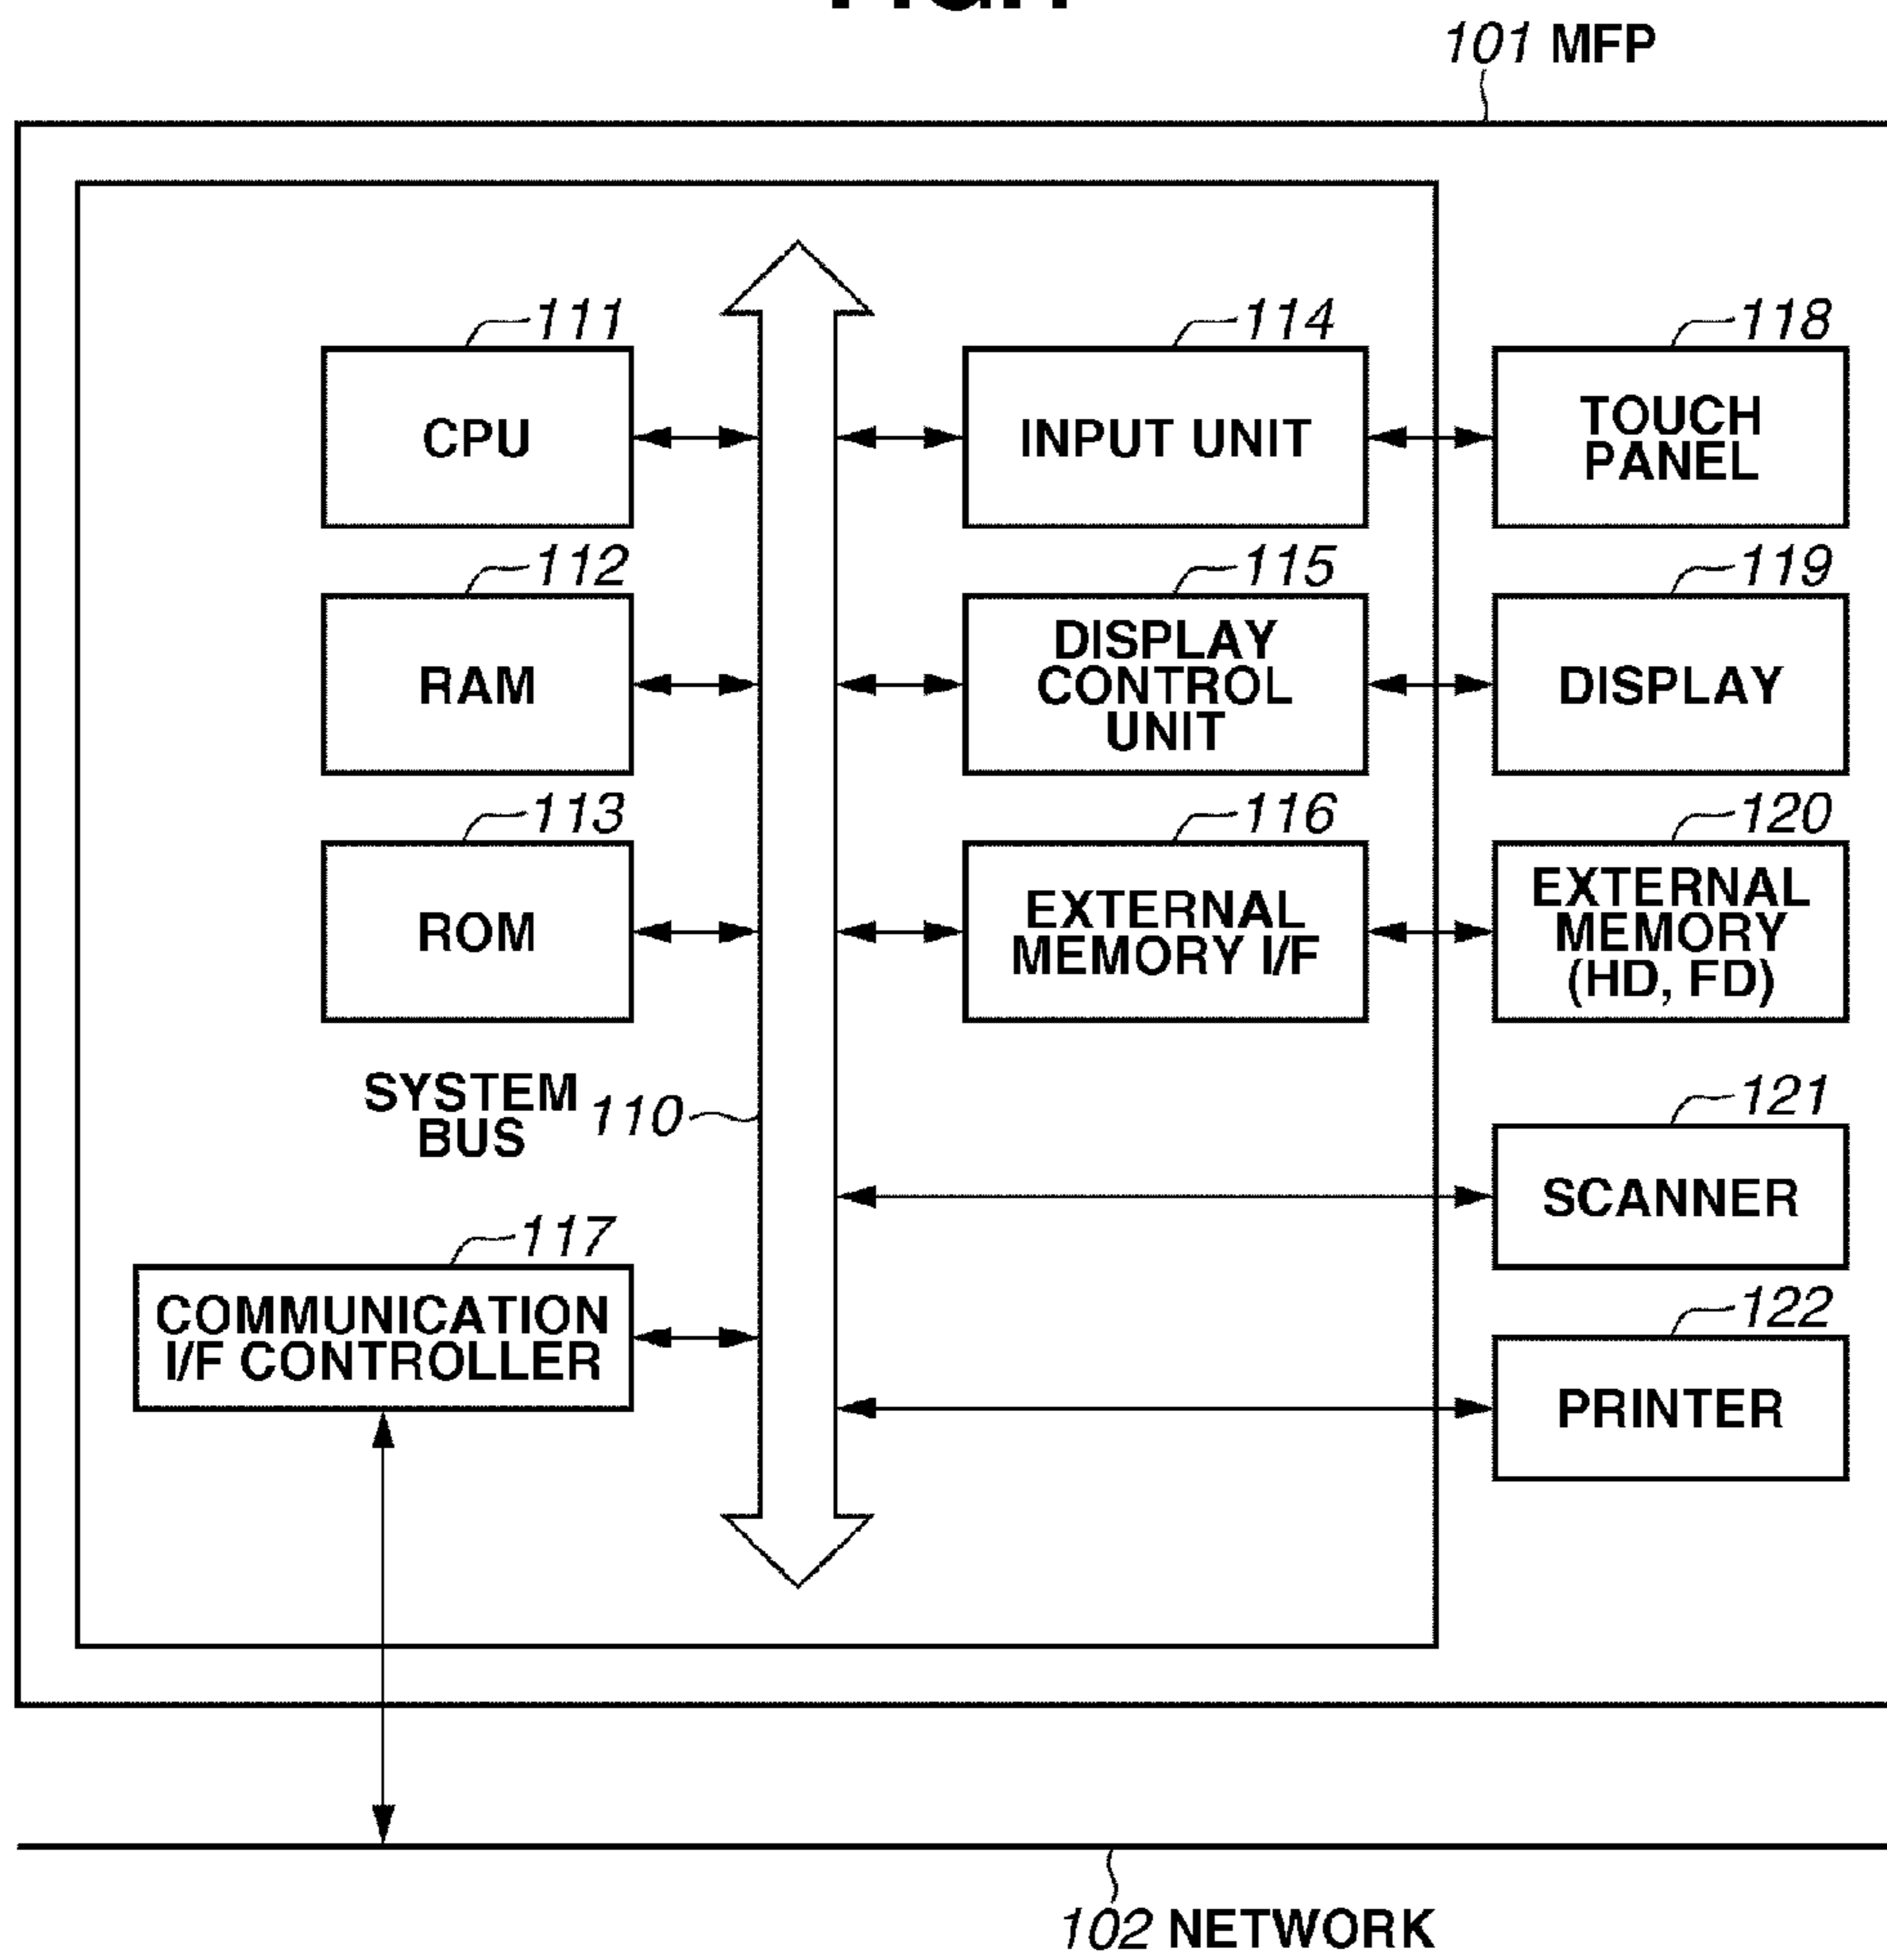 101 MFP
111
114
118
CPU
INPUT UNIT
TOUCH
PANEL
112
115
119
RAM
DISPLAY
CONTROL
UNIT
DISPLAY
113
116
120
ROM
EXTERNAL
MEMORY I/F
EXTERNAL
MEMORY
(HD, FD)
SYSTEM
BUS
110
121
SCANNER
117
COMMUNICATION
I/F CONTROLLER
122
PRINTER
102 NETWORK